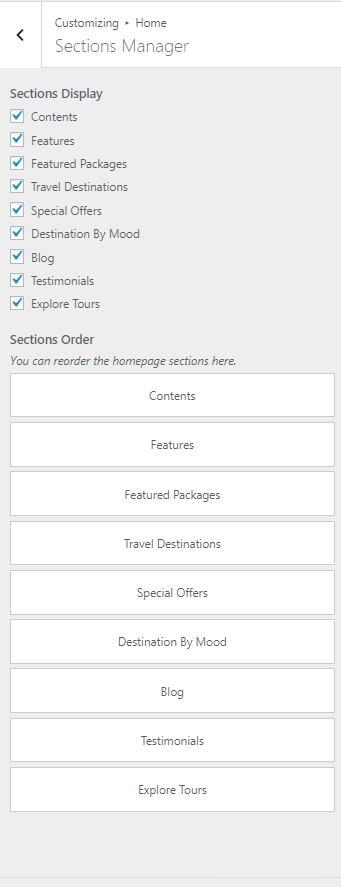 Customizing ▸ Home
Sections Manager
Sections Display
Contents
Features
Featured Packages
Travel Destinations
Special Offers
Destination By Mood
Blog
Testimonials
Explore Tours
Sections Order
You can reorder the homepage sections here.
Contents
Features
Featured Packages
Travel Destinations
Special Offers
Destination By Mood
Blog
Testimonials
Explore Tours